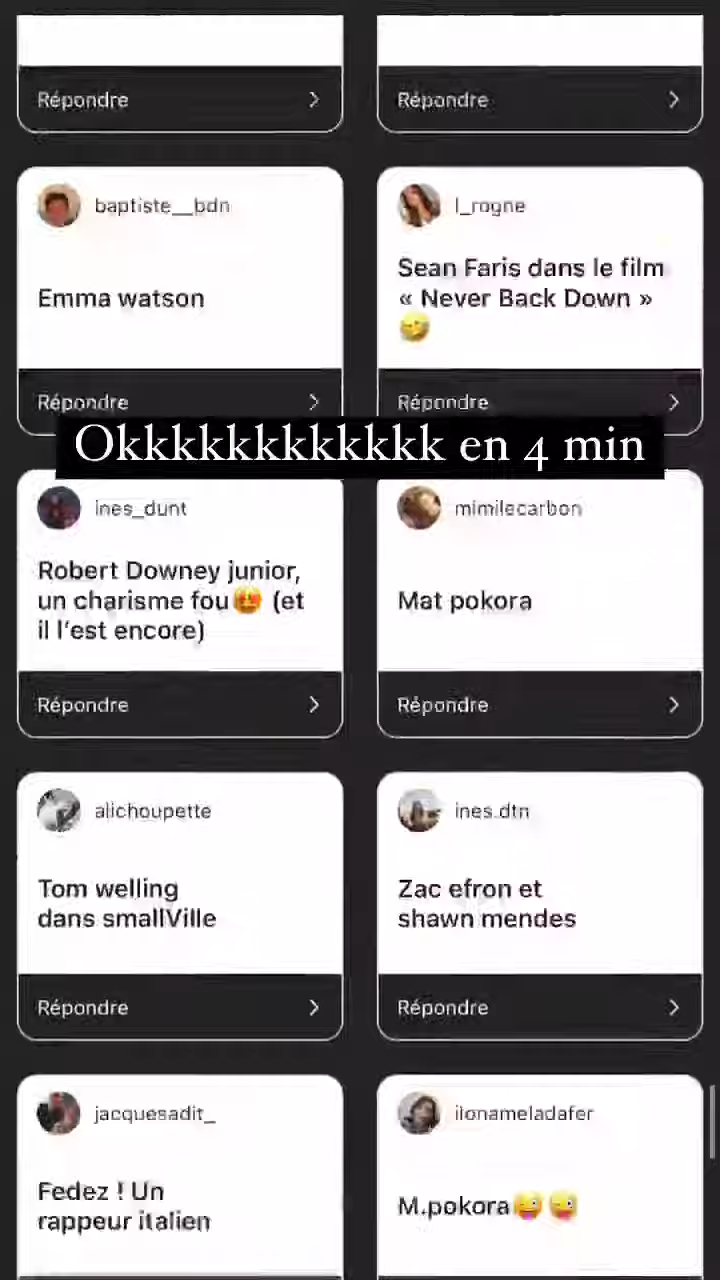 Répondre
Répondre
baptiste__bdn
Emma watson
Répondre
l_rogne
Sean Faris dans le film
« Never Back Down »
🤪
Répondre
Okkkkkkkkkkkkk en 4 min
ines_dunt
Robert Downey junior,
un charisme fou🤩 (et
il l'est encore)
Répondre
mimilecarbon
Mat pokora
Répondre
alichoupette
Tom welling
dans smallVille
Répondre
ines.dtn
Zac efron et
shawn mendes
Répondre
jacquesadit_
Fedez ! Un
rappeur italien
ilonameladafer
M.pokora😜😜